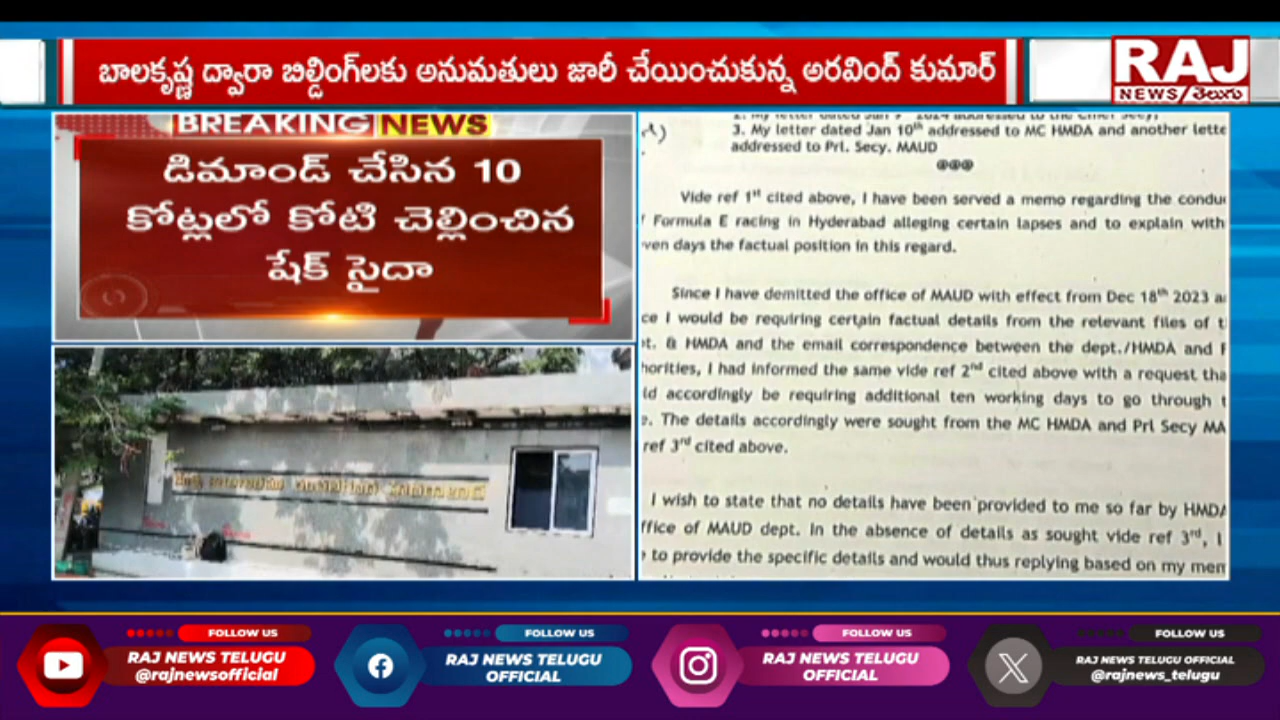 బాలకృష్ణ ద్వారా బిల్డింగ్‌లకు అనుమతులు జారీ చేయించుకున్న అరవింద్ కుమార్
RAJ
NEWS తెలుగు
BREAKING NEWS
డిమాండ్ చేసిన 10
కోట్లలో కోటి చెల్లించిన
షేక్ సైదా
3. My letter dated Jan 10th addressed to MC HMDA and another lette
addressed to Prl. Secy. MAUD
@@@
Vide ref 1st cited above, I have been served a memo regarding the condu
Formula E racing in Hyderabad alleging certain lapses and to explain with
ven days the factual position in this regard.
Since I have demitted the office of MAUD with effect from Dec 18th 2023 a
ce I would be requiring certain factual details from the relevant files of t
t. & HMDA and the email correspondence between the dept./HMDA and F
horities, I had informed the same vide ref 2nd cited above with a request tha
ld accordingly be requiring additional ten working days to go through t
e. The details accordingly were sought from the MC HMDA and Prl Secy MA
ref 3rd cited above.
I wish to state that no details have been provided to me so far by HMDA
ffice of MAUD dept. In the absence of details as sought vide ref 3rd, I
to provide the specific details and would thus replying based on my mem
FOLLOW US
RAJ NEWS TELUGU
@rajnewsofficial
FOLLOW US
RAJ NEWS TELUGU
OFFICIAL
FOLLOW US
RAJ NEWS TELUGU
OFFICIAL
FOLLOW US
RAJ NEWS TELUGU OFFICIAL
@rajnews_telugu